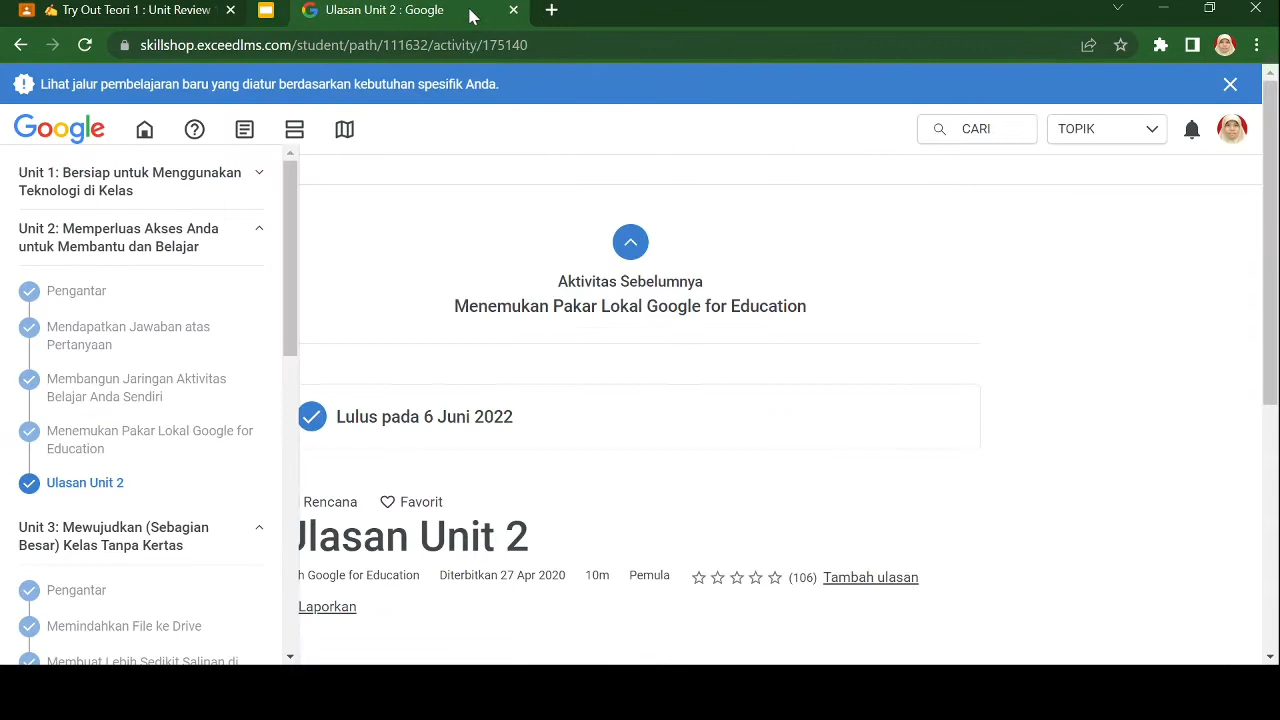 Try Out Teori 1 : Unit Review
Ulasan Unit 2 : Google
skillshop.exceedlms.com/student/path/111632/activity/175140
Lihat jalur pembelajaran baru yang diatur berdasarkan kebutuhan spesifik Anda.
Google
CARI
TOPIK
Unit 1: Bersiap untuk Menggunakan
Teknologi di Kelas
Unit 2: Memperluas Akses Anda
untuk Membantu dan Belajar
Pengantar
Mendapatkan Jawaban atas
Pertanyaan
Membangun Jaringan Aktivitas
Belajar Anda Sendiri
Menemukan Pakar Lokal Google for
Education
Ulasan Unit 2
Unit 3: Mewujudkan (Sebagian
Besar) Kelas Tanpa Kertas
Pengantar
Memindahkan File ke Drive
Membuat Lebih Sedikit Salinan di
Aktivitas Sebelumnya
Menemukan Pakar Lokal Google for Education
Lulus pada 6 Juni 2022
Rencana
Favorit
Ulasan Unit 2
h Google for Education
Diterbitkan 27 Apr 2020
10m
Pemula
(106)
Tambah ulasan
Laporkan